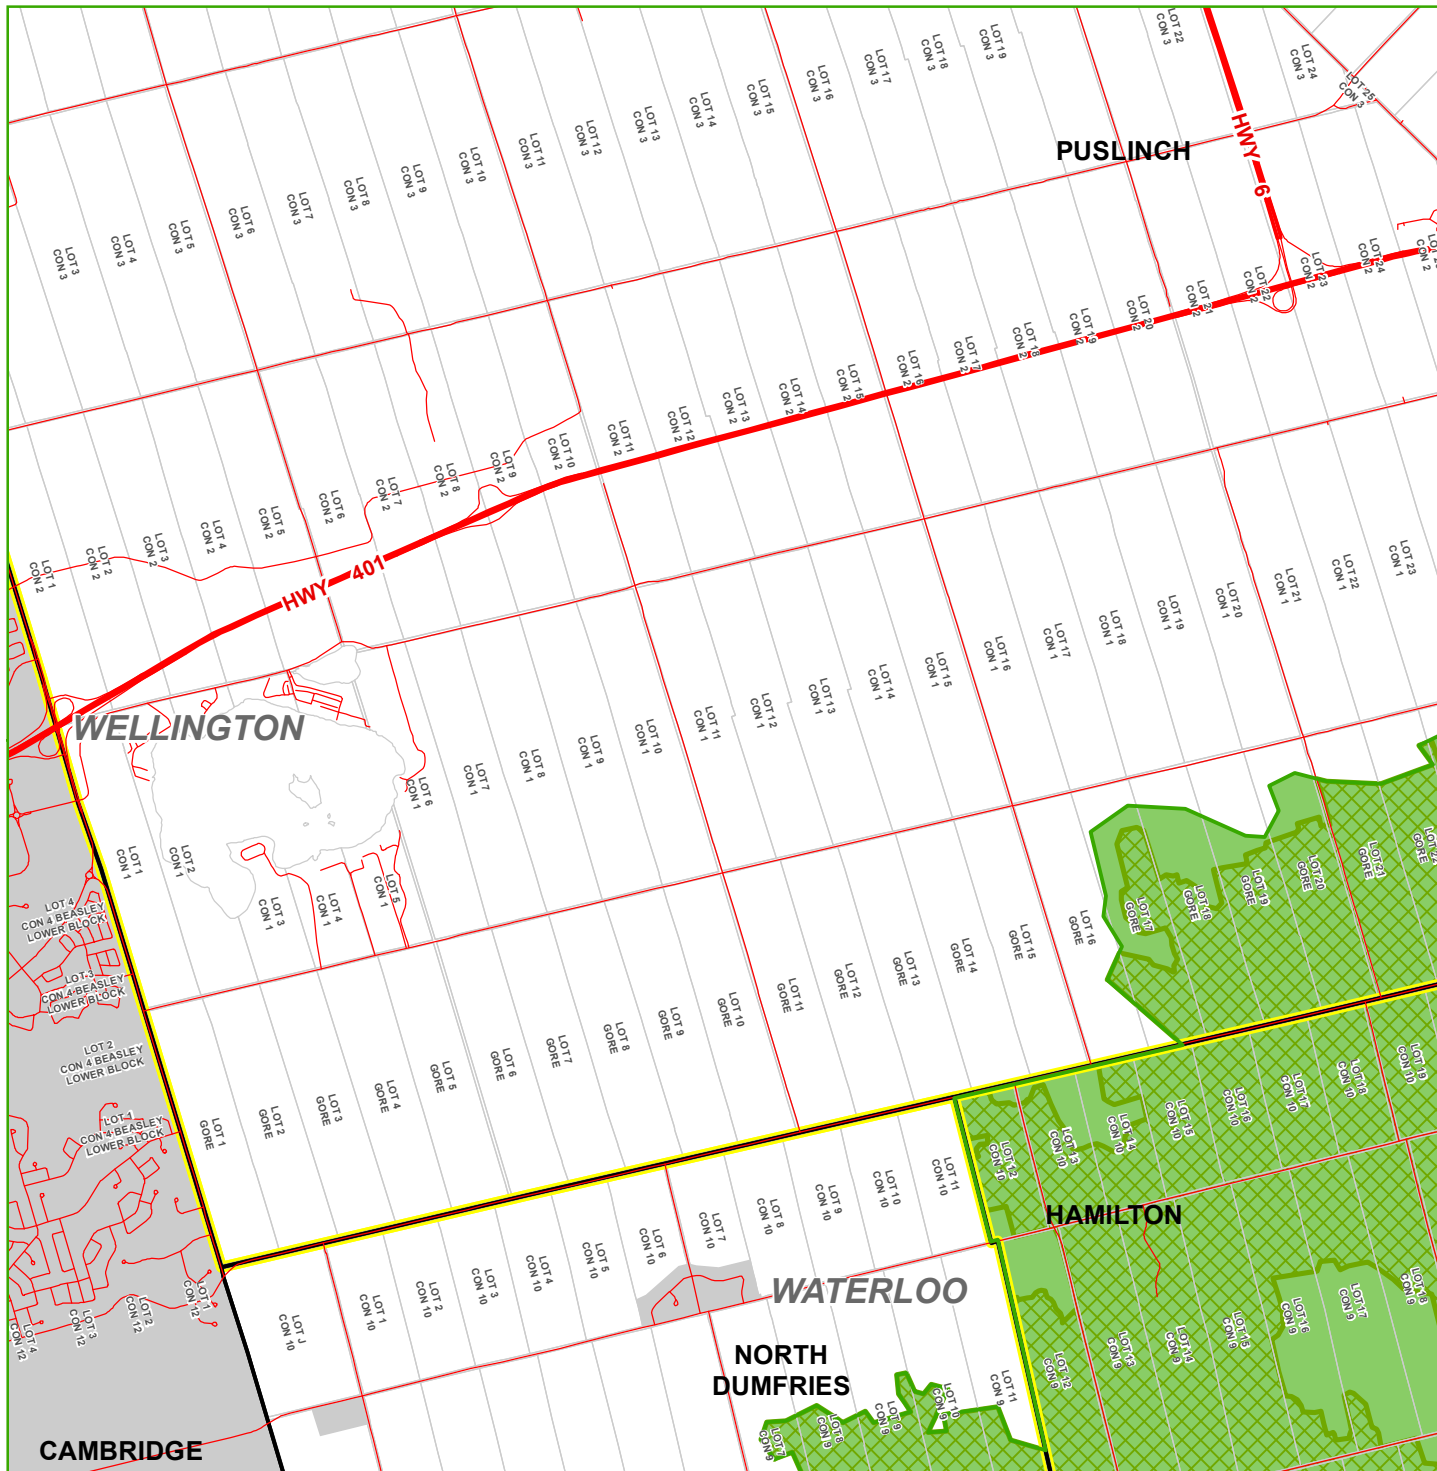 LOT 22
CON 3
LOT 19
CON 3
LOT 18
CON 3
LOT 17
CON 3
LOT 16
CON 3
LOT 15
CON 3
LOT 14
CON 3
LOT 13
CON 3
LOT 12
CON 3
LOT 11
CON 3
LOT 10
CON 3
LOT 9
CON 3
LOT 8
CON 3
LOT 7
CON 3
LOT 6
CON 3
LOT 5
CON 3
LOT 4
CON 3
LOT 3
CON 3
LOT 24
CON 3
LOT 25
CON 3
PUSLINCH
HWY 6
LOT 24
CON 2
LOT 23
CON 2
LOT 22
CON 2
LOT 21
CON 2
LOT 20
CON 2
LOT 19
CON 2
LOT 18
CON 2
LOT 17
CON 2
LOT 16
CON 2
LOT 15
CON 2
LOT 14
CON 2
LOT 13
CON 2
LOT 12
CON 2
LOT 11
CON 2
LOT 10
CON 2
LOT 9
CON 2
LOT 8
CON 2
LOT 7
CON 2
LOT 6
CON 2
LOT 5
CON 2
LOT 4
CON 2
LOT 3
CON 2
LOT 2
CON 2
LOT 1
CON 2
HWY 401
LOT 23
CON 1
LOT 22
CON 1
LOT 21
CON 1
LOT 20
CON 1
LOT 19
CON 1
LOT 18
CON 1
LOT 17
CON 1
LOT 16
CON 1
LOT 15
CON 1
LOT 14
CON 1
LOT 13
CON 1
LOT 12
CON 1
LOT 11
CON 1
LOT 10
CON 1
LOT 9
CON 1
LOT 8
CON 1
LOT 7
CON 1
LOT 6
CON 1
WELLINGTON
LOT 1
CON 1
LOT 2
CON 1
LOT 3
CON 1
LOT 4
CON 1
LOT 5
CON 1
LOT 4
CON 4 BEASLEY
LOWER BLOCK
LOT 3
CON 4 BEASLEY
LOWER BLOCK
LOT 2
CON 4 BEASLEY
LOWER BLOCK
LOT 1
CON 4 BEASLEY
LOWER BLOCK
LOT 22
GORE
LOT 21
GORE
LOT 20
GORE
LOT 19
GORE
LOT 18
GORE
LOT 17
GORE
LOT 16
GORE
LOT 15
GORE
LOT 14
GORE
LOT 13
GORE
LOT 12
GORE
LOT 11
GORE
LOT 10
GORE
LOT 9
GORE
LOT 8
GORE
LOT 7
GORE
LOT 6
GORE
LOT 5
GORE
LOT 4
GORE
LOT 3
GORE
LOT 2
GORE
LOT 1
GORE
LOT 19
CON 10
LOT 18
CON 10
LOT 17
CON 10
LOT 16
CON 10
LOT 15
CON 10
LOT 14
CON 10
LOT 13
CON 10
LOT 12
CON 10
LOT 11
CON 10
LOT 10
CON 10
LOT 9
CON 10
LOT 8
CON 10
LOT 7
CON 10
LOT 6
CON 10
LOT 5
CON 10
LOT 4
CON 10
LOT 3
CON 10
LOT 2
CON 10
LOT 1
CON 10
LOT J
CON 10
HAMILTON
WATERLOO
LOT 1
CON 12
LOT 2
CON 12
LOT 3
CON 12
LOT 4
CON 12
LOT 18
CON 9
LOT 17
CON 9
LOT 16
CON 9
LOT 15
CON 9
LOT 14
CON 9
LOT 13
CON 9
LOT 12
CON 9
LOT 11
CON 9
LOT 10
CON 9
LOT 9
CON 9
LOT 8
CON 9
LOT 7
CON 9
NORTH
DUMFRIES
CAMBRIDGE